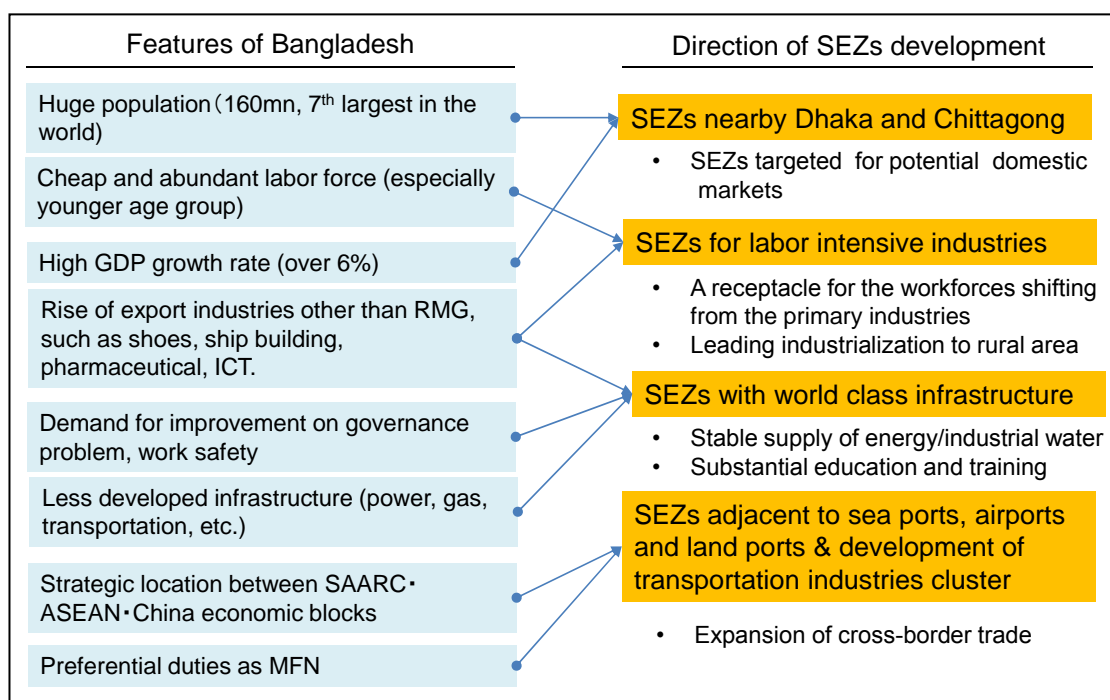 Features of Bangladesh
Huge population（160mn, 7th largest in the
world)
Cheap and abundant labor force (especially
younger age group)
High GDP growth rate (over 6%)
Rise of export industries other than RMG,
such as shoes, ship building,
pharmaceutical, ICT.
Demand for improvement on governance
problem, work safety
Less developed infrastructure (power, gas,
transportation, etc.)
Strategic location between SAARC・
ASEAN・China economic blocks
Preferential duties as MFN
Direction of SEZs development
SEZs nearby Dhaka and Chittagong
• SEZs targeted for potential domestic
markets
SEZs for labor intensive industries
• A receptacle for the workforces shifting
from the primary industries
• Leading industrialization to rural area
SEZs with world class infrastructure
• Stable supply of energy/industrial water
• Substantial education and training
SEZs adjacent to sea ports, airports
and land ports & development of
transportation industries cluster
• Expansion of cross-border trade